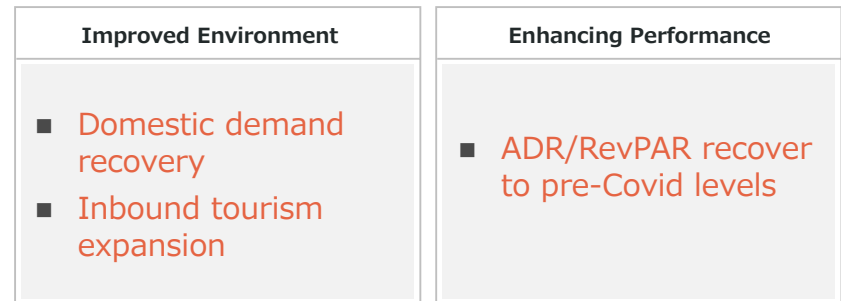 Improved Environment
■ Domestic demand
recovery
■ Inbound tourism
expansion
Enhancing Performance
■ ADR/RevPAR recover
to pre-Covid levels